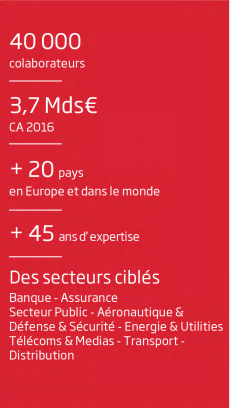 40 000
colaborateurs
3,7 Mds€
CA 2016
+ 20 pays
en Europe et dans le monde
+ 45 ans d'expertise
Des secteurs ciblés
Banque - Assurance
Secteur Public - Aéronautique &
Défense & Sécurité - Energie & Utilities
Télécoms & Medias - Transport -
Distribution